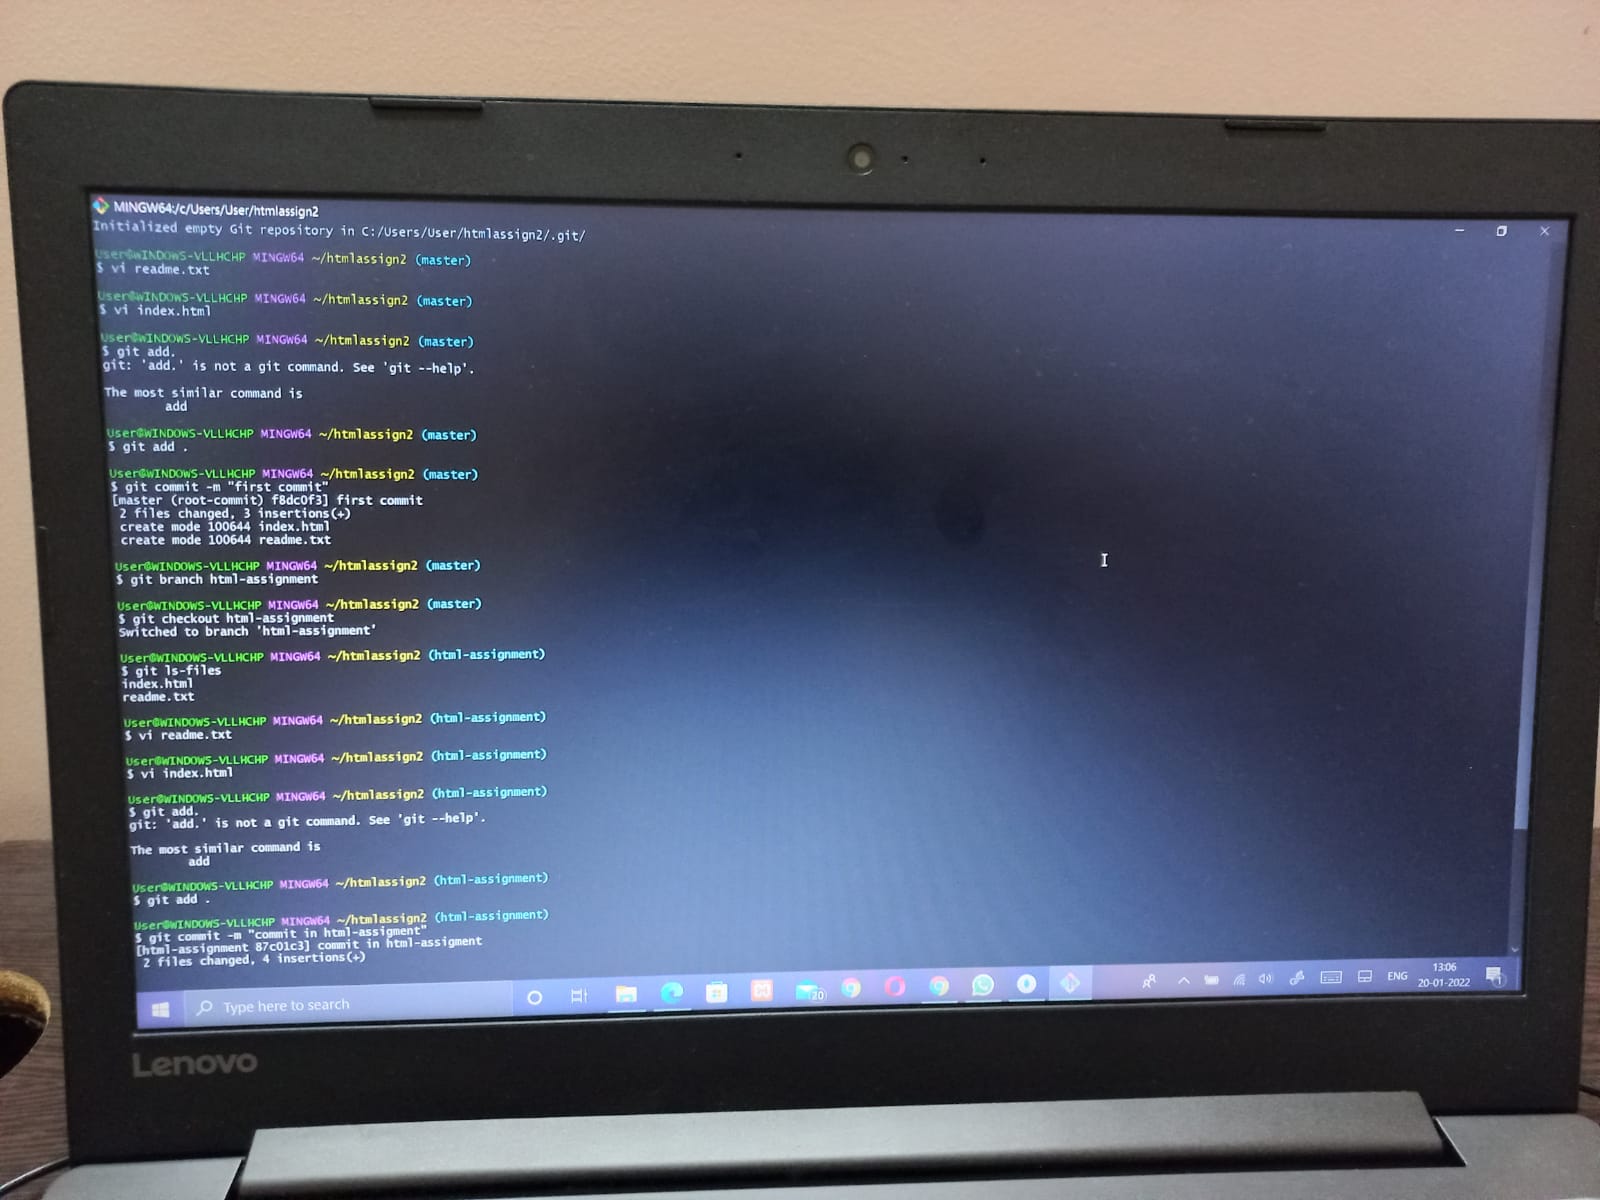 MINGW64:/c/Users/User/htmlassign2
Initialized empty Git repository in C:/Users/User/htmlassign2/.git/
User@WINDOWS-VLLHCHP MINGW64 ~/htmlassign2 (master)
$ vi readme.txt
User@WINDOWS-VLLHCHP MINGW64 ~/htmlassign2 (master)
$ vi index.html
User@WINDOWS-VLLHCHP MINGW64 ~/htmlassign2 (master)
$ git add.
git: 'add.' is not a git command. See 'git --help'.
The most similar command is
add
User@WINDOWS-VLLHCHP MINGW64 ~/htmlassign2 (master)
$ git add .
User@WINDOWS-VLLHCHP MINGW64 ~/htmlassign2 (master)
$ git commit -m "first commit"
[master (root-commit) f8dc0f3] first commit
2 files changed, 3 insertions(+)
create mode 100644 index.html
create mode 100644 readme.txt
User@WINDOWS-VLLHCHP MINGW64 ~/htmlassign2 (master)
$ git branch html-assignment
User@WINDOWS-VLLHCHP MINGW64 ~/htmlassign2 (master)
$ git checkout html-assignment
Switched to branch 'html-assignment'
User@WINDOWS-VLLHCHP MINGW64 ~/htmlassign2 (html-assignment)
$ git ls-files
index.html
readme.txt
User@WINDOWS-VLLHCHP MINGW64 ~/htmlassign2 (html-assignment)
$ vi readme.txt
User@WINDOWS-VLLHCHP MINGW64 ~/htmlassign2 (html-assignment)
$ vi index.html
User@WINDOWS-VLLHCHP MINGW64 ~/htmlassign2 (html-assignment)
$ git add.
git: 'add.' is not a git command. See 'git --help'.
The most similar command is
add
User@WINDOWS-VLLHCHP MINGW64 ~/htmlassign2 (html-assignment)
$ git add .
User@WINDOWS-VLLHCHP MINGW64 ~/htmlassign2 (html-assignment)
$ git commit -m "commit in html-assigment"
[html-assignment 87c01c3] commit in html-assigment
2 files changed, 4 insertions(+)
Type here to search
20
ENG
13:06
20-01-2022
1
Lenovo